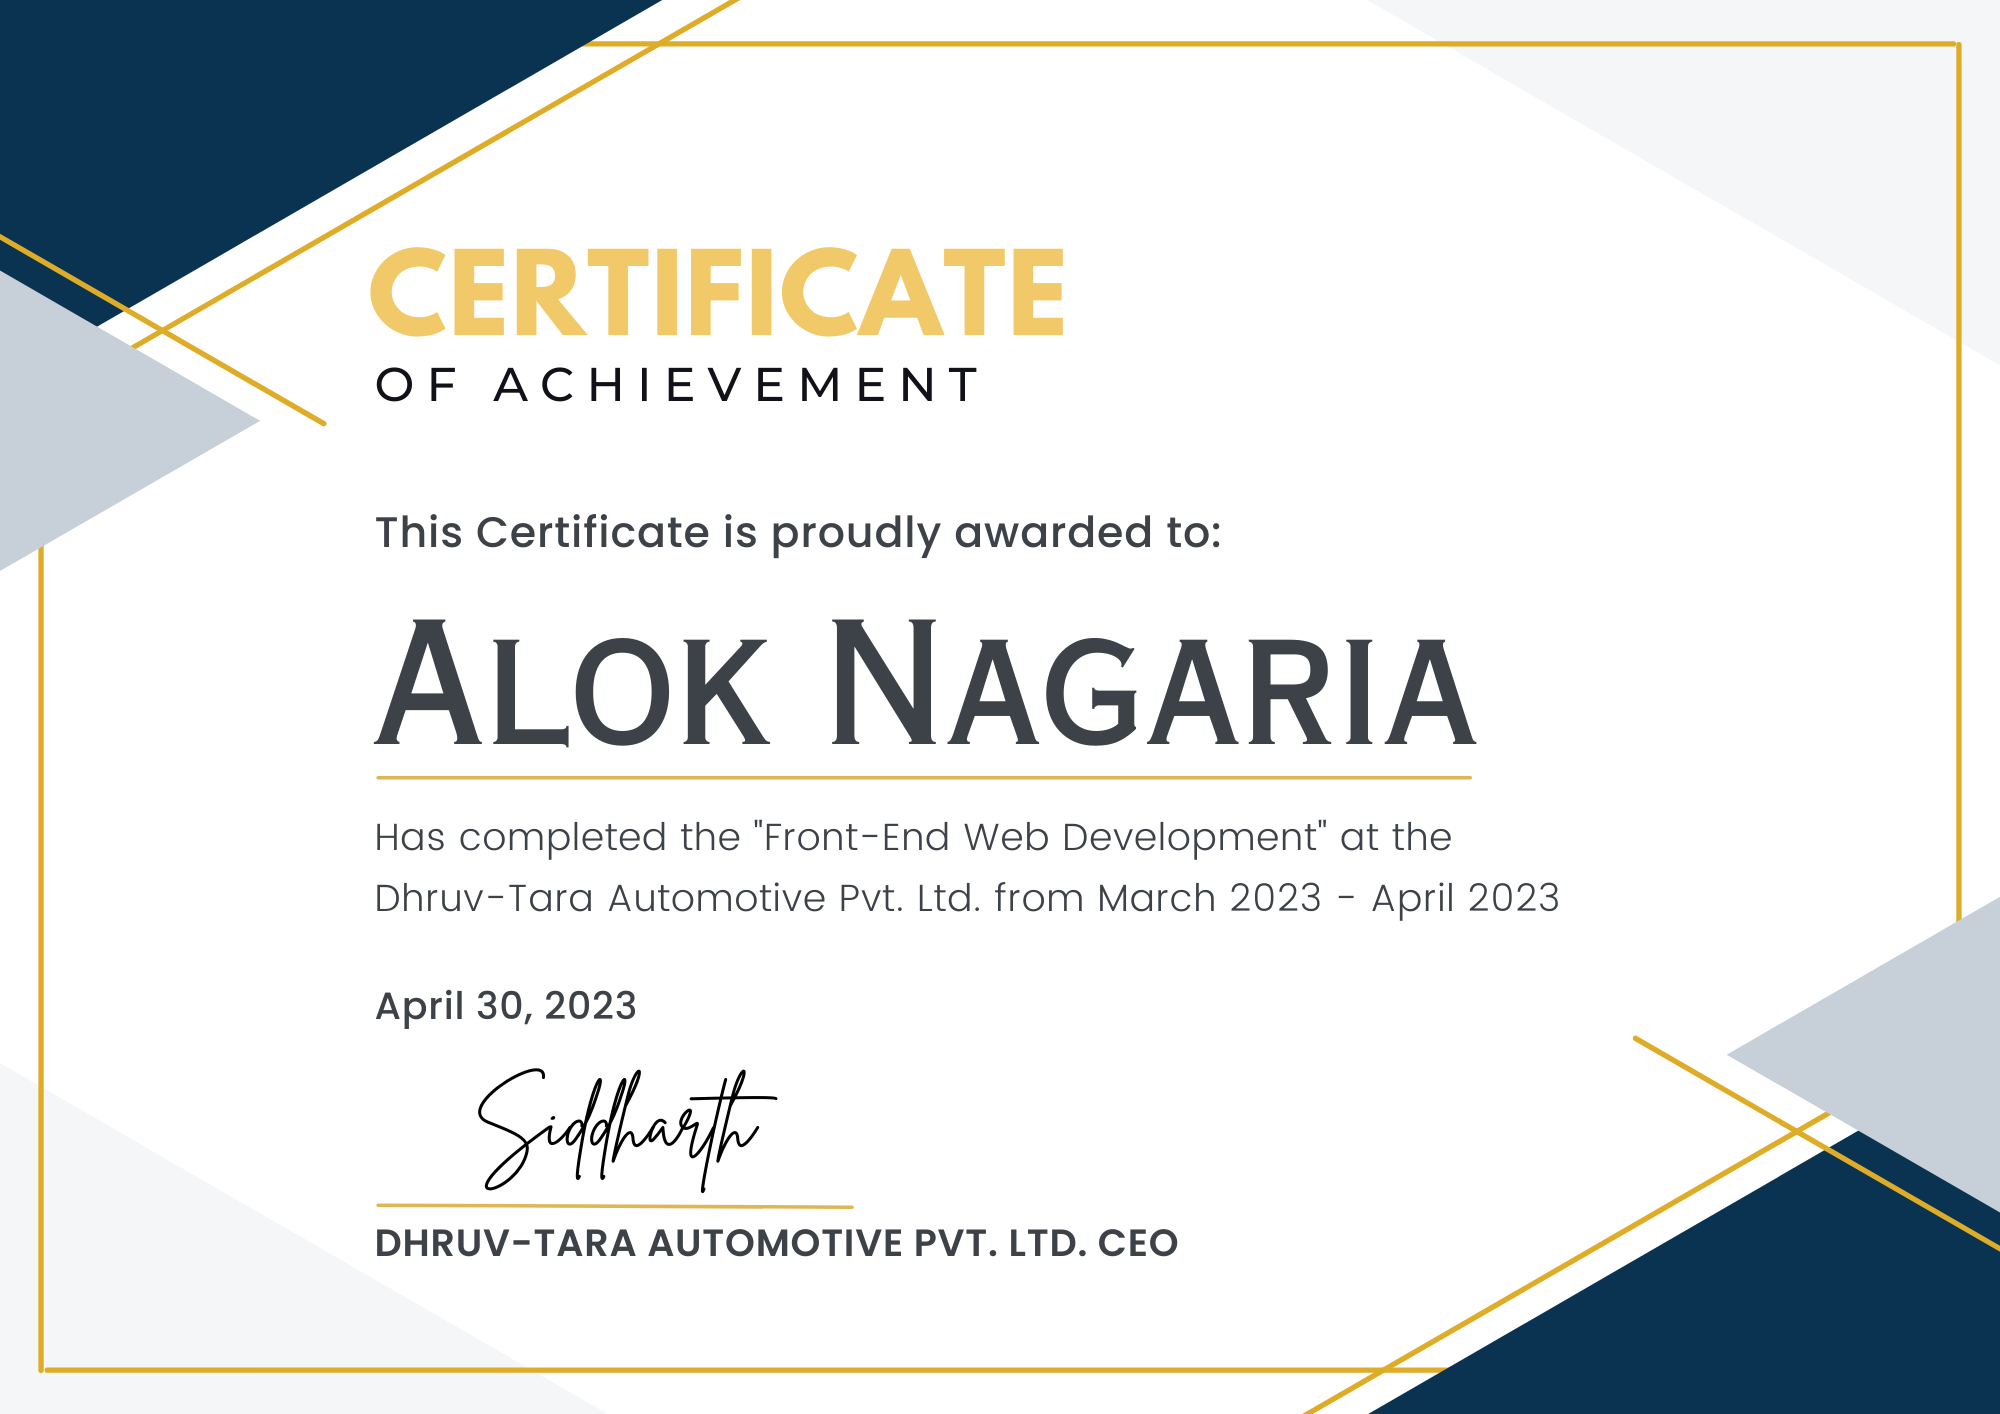 CERTIFICATE
OF ACHIEVEMENT
This Certificate is proudly awarded to:
ALOK NAGARIA
Has completed the "Front-End Web Development" at the
Dhruv-Tara Automotive Pvt. Ltd. from March 2023 - April 2023
April 30, 2023
Siddharth
DHRUV-TARA AUTOMOTIVE PVT. LTD. CEO